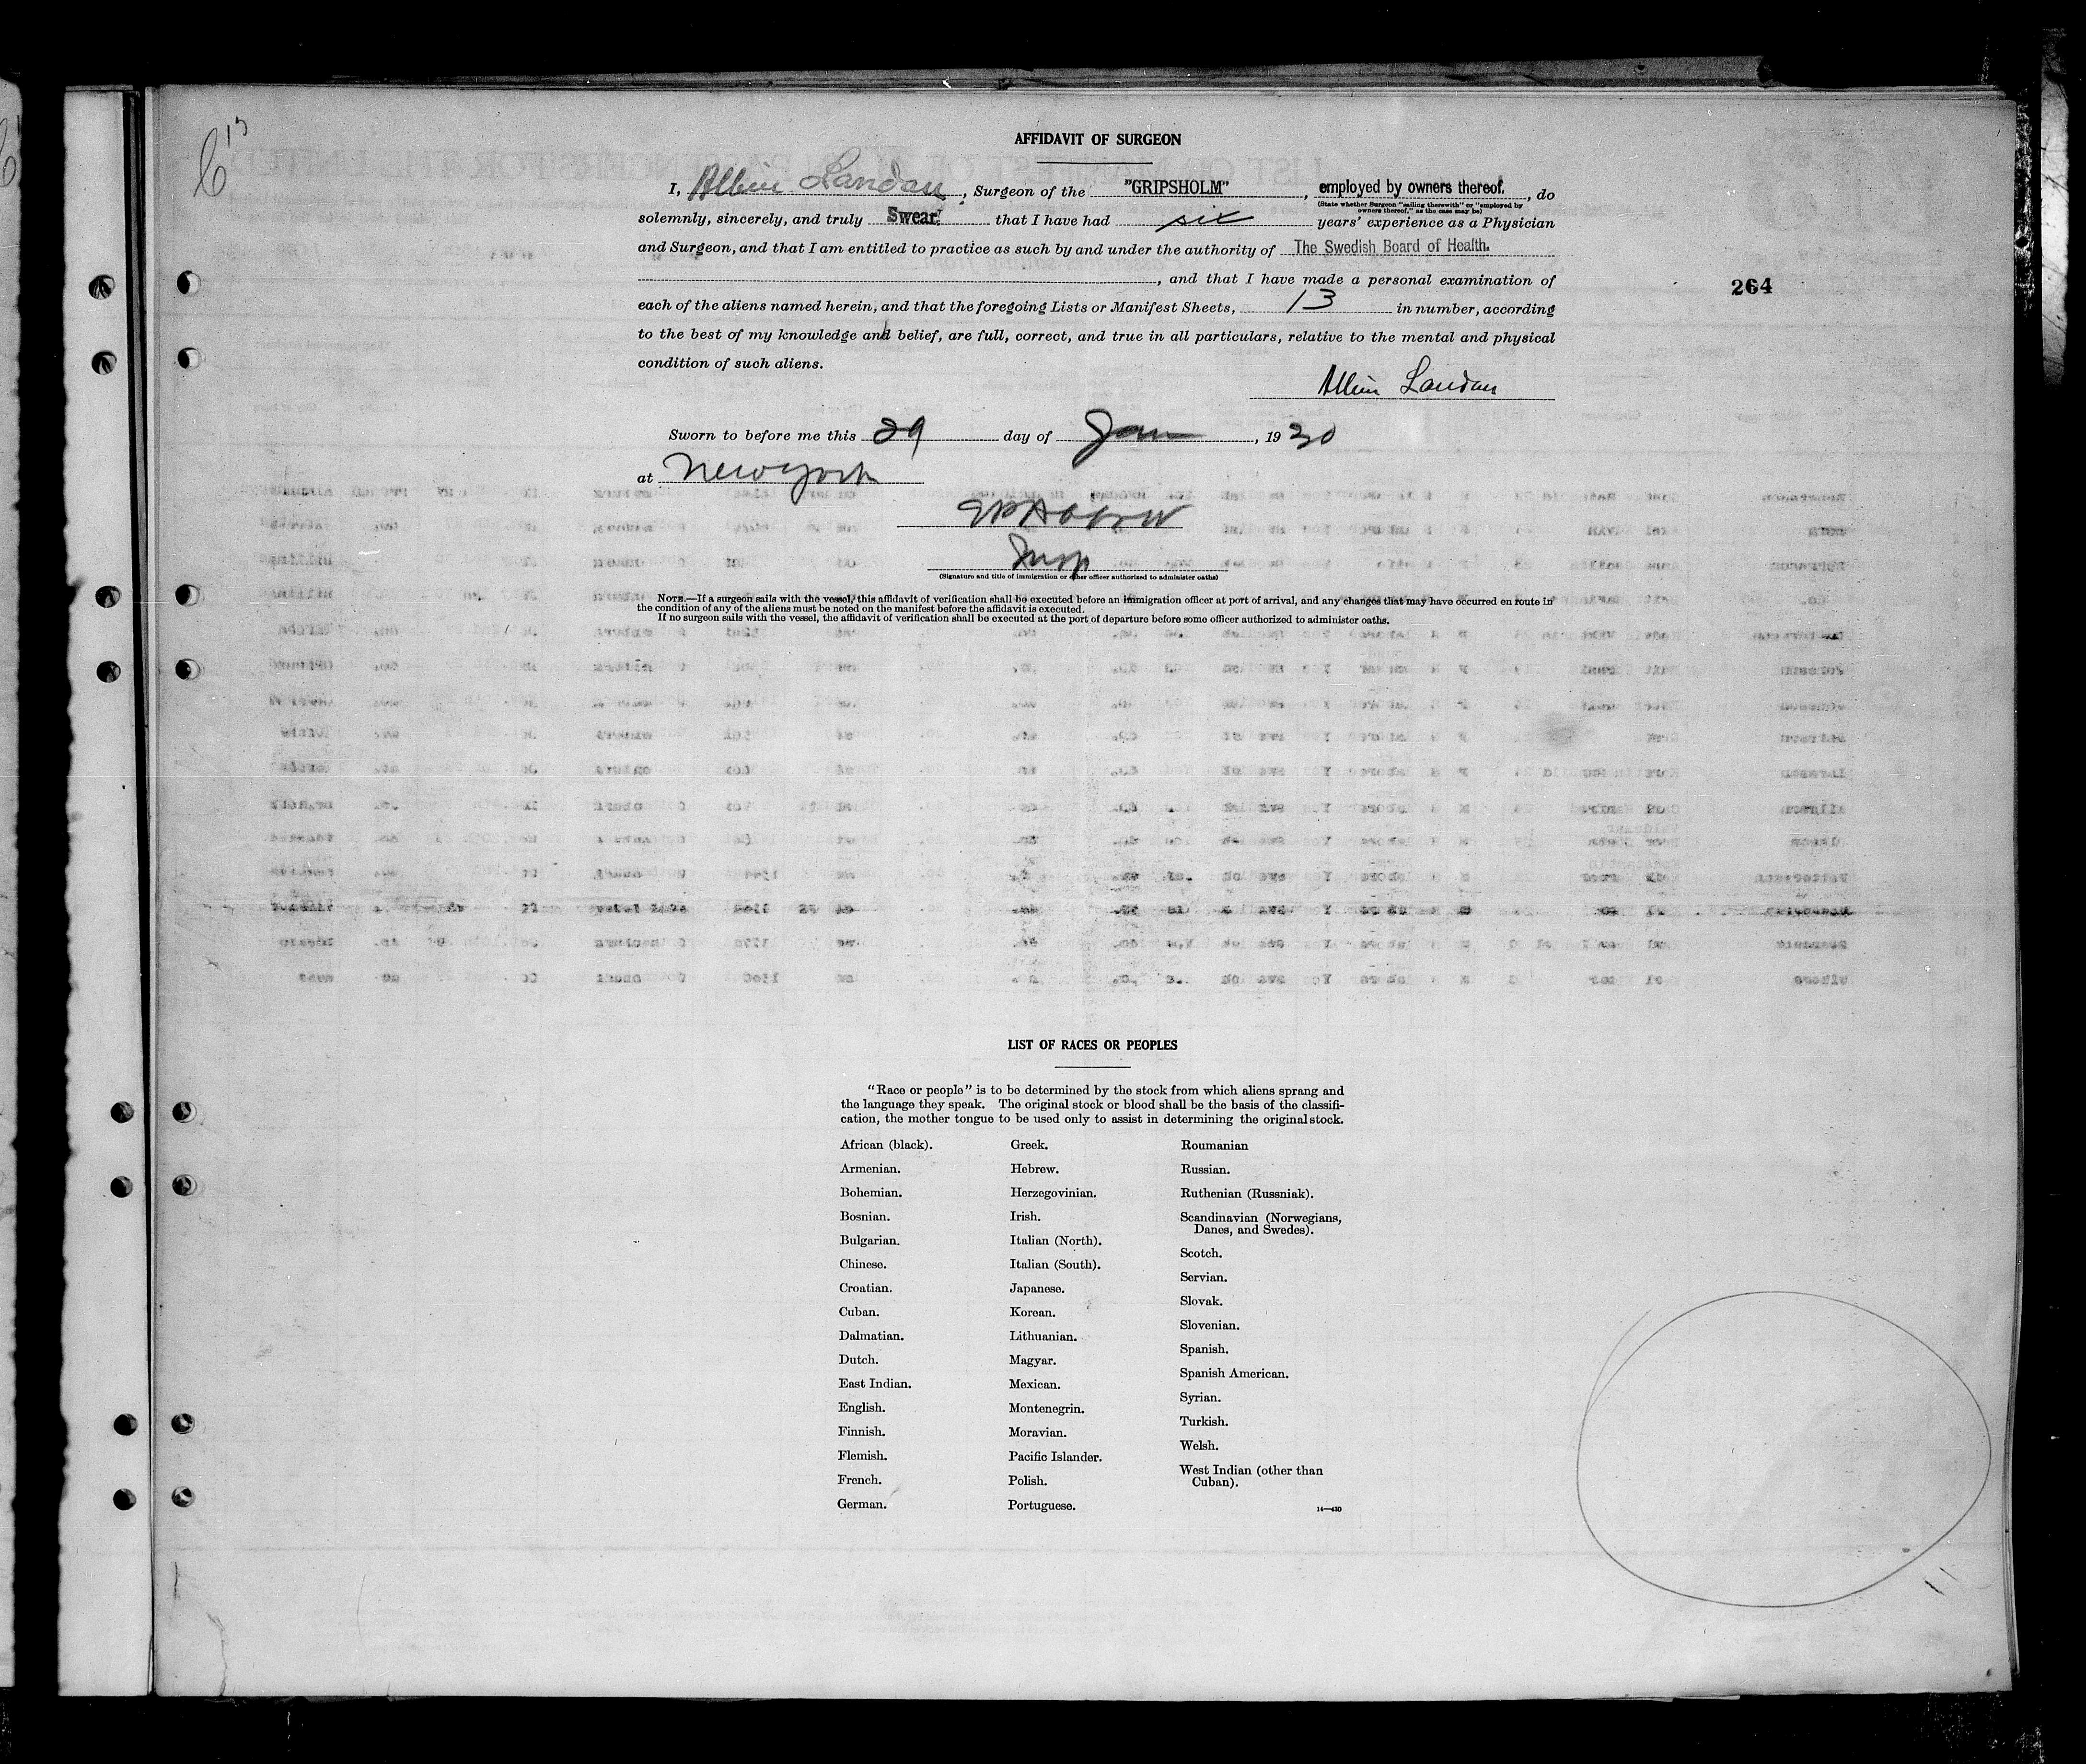 AFFIDAVIT OF SURGEON
I, Albin Landau, Surgeon of the "GRIPSHOLM", employed by owners thereof., do
(State whether Surgeon "sailing therewith" or "employed by owners thereof," as the case may be)
solemnly, sincerely, and truly Swear. that I have had six years' experience as a Physician
and Surgeon, and that I am entitled to practice as such by and under the authority of The Swedish Board of Health.
, and that I have made a personal examination of
264
each of the aliens named herein, and that the foregoing Lists or Manifest Sheets, 13 in number, according
to the best of my knowledge and belief, are full, correct, and true in all particulars, relative to the mental and physical
condition of such aliens.
Albin Landau
Sworn to before me this 29 day of Jan, 1930
at New York
Insp
(Signature and title of immigration or other officer authorized to administer oaths)
NOTE.—If a surgeon sails with the vessel, this affidavit of verification shall be executed before an immigration officer at port of arrival, and any changes that may have occurred en route in
the condition of any of the aliens must be noted on the manifest before the affidavit is executed.
If no surgeon sails with the vessel, the affidavit of verification shall be executed at the port of departure before some officer authorized to administer oaths.
LIST OF RACES OR PEOPLES
"Race or people" is to be determined by the stock from which aliens sprang and
the language they speak. The original stock or blood shall be the basis of the classifi-
cation, the mother tongue to be used only to assist in determining the original stock.
African (black).
Armenian.
Bohemian.
Bosnian.
Bulgarian.
Chinese.
Croatian.
Cuban.
Dalmatian.
Dutch.
East Indian.
English.
Finnish.
Flemish.
French.
German.
Greek.
Hebrew.
Herzegovinian.
Irish.
Italian (North).
Italian (South).
Japanese.
Korean.
Lithuanian.
Magyar.
Mexican.
Montenegrin.
Moravian.
Pacific Islander.
Polish.
Portuguese.
Roumanian
Russian.
Ruthenian (Russniak).
Scandinavian (Norwegians,
Danes, and Swedes).
Scotch.
Servian.
Slovak.
Slovenian.
Spanish.
Spanish American.
Syrian.
Turkish.
Welsh.
West Indian (other than
Cuban).
14—430